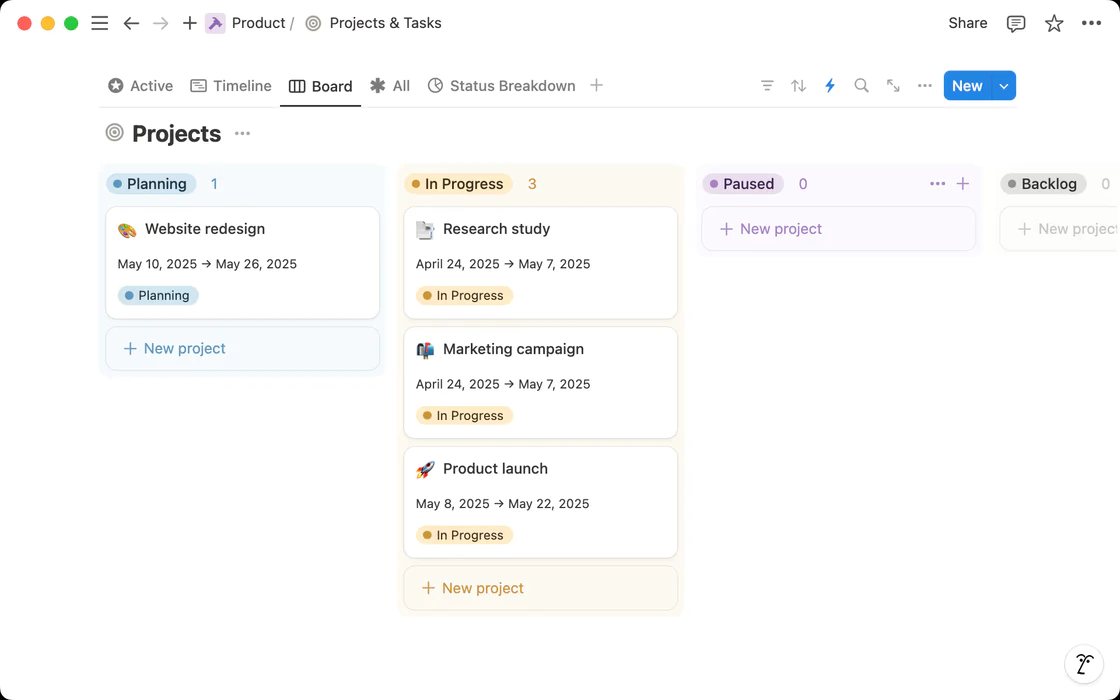 Product / Projects & Tasks
Share
Active Timeline Board All Status Breakdown
New
Projects
Planning 1
Website redesign
May 10, 2025 → May 26, 2025
Planning
New project
In Progress 3
Research study
April 24, 2025 → May 7, 2025
In Progress
Marketing campaign
April 24, 2025 → May 7, 2025
In Progress
Product launch
May 8, 2025 → May 22, 2025
In Progress
New project
Paused 0
New project
Backlog 0
New project